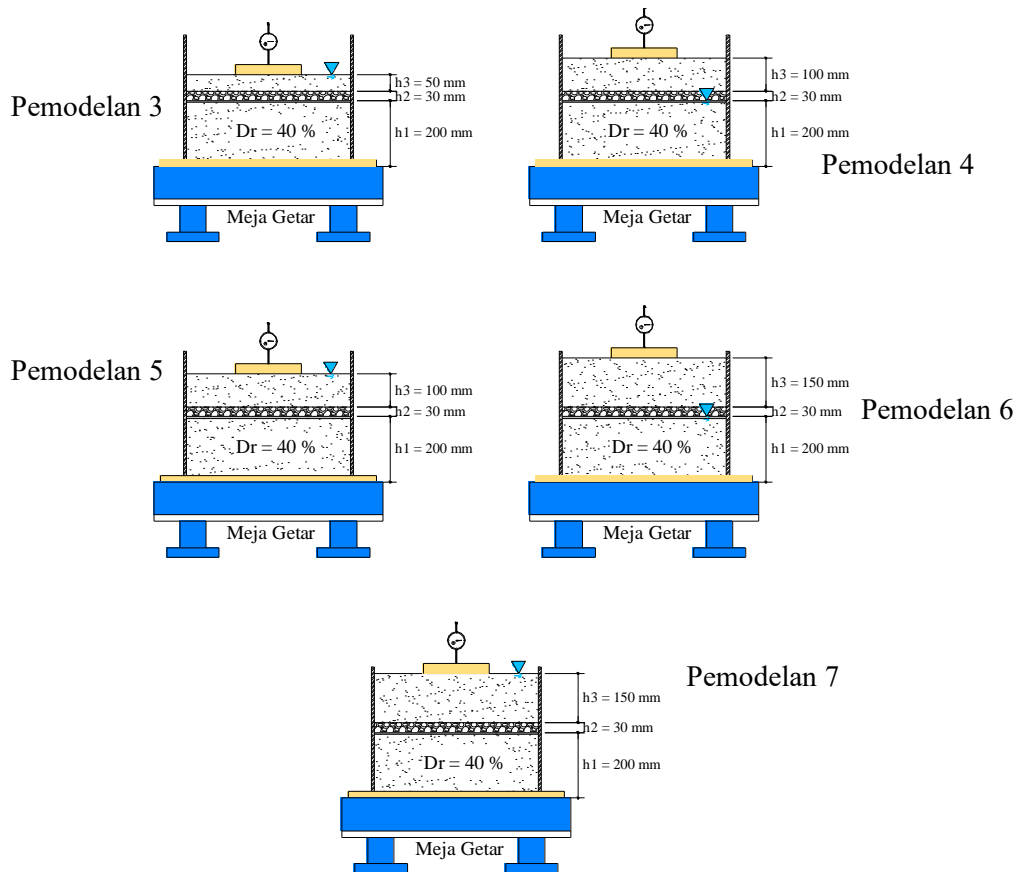 Pemodelan 3
h3 = 50 mm
h2 = 30 mm
h1 = 200 mm
Dr = 40 %
Meja Getar
h3 = 100 mm
h2 = 30 mm
h1 = 200 mm
Dr = 40 %
Pemodelan 4
Meja Getar
Pemodelan 5
h3 = 100 mm
h2 = 30 mm
h1 = 200 mm
Dr = 40 %
Meja Getar
h3 = 150 mm
h2 = 30 mm
Pemodelan 6
h1 = 200 mm
Dr = 40 %
Meja Getar
Pemodelan 7
h3 = 150 mm
h2 = 30 mm
h1 = 200 mm
Dr = 40 %
Meja Getar